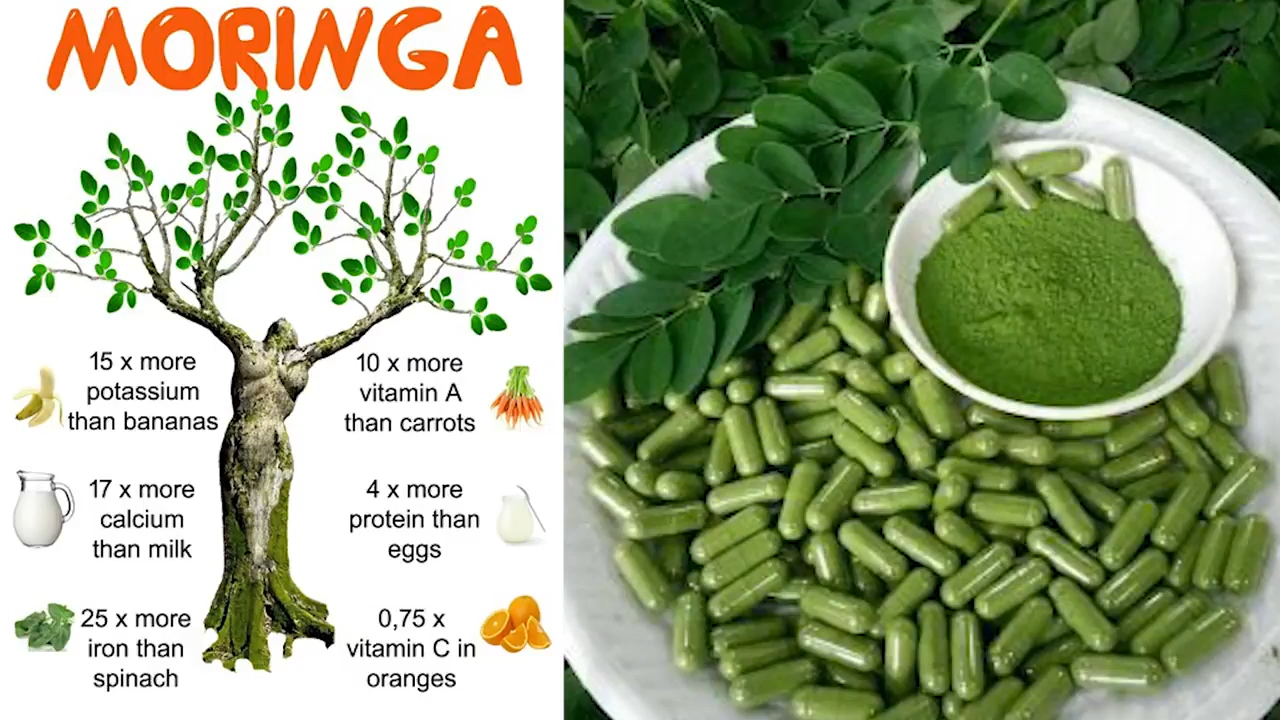 MORINGA
15 x more
potassium
than bananas
10 x more
vitamin A
than carrots
17 x more
calcium
than milk
4 x more
protein than
eggs
25 x more
iron than
spinach
0,75 x
vitamin C in
oranges